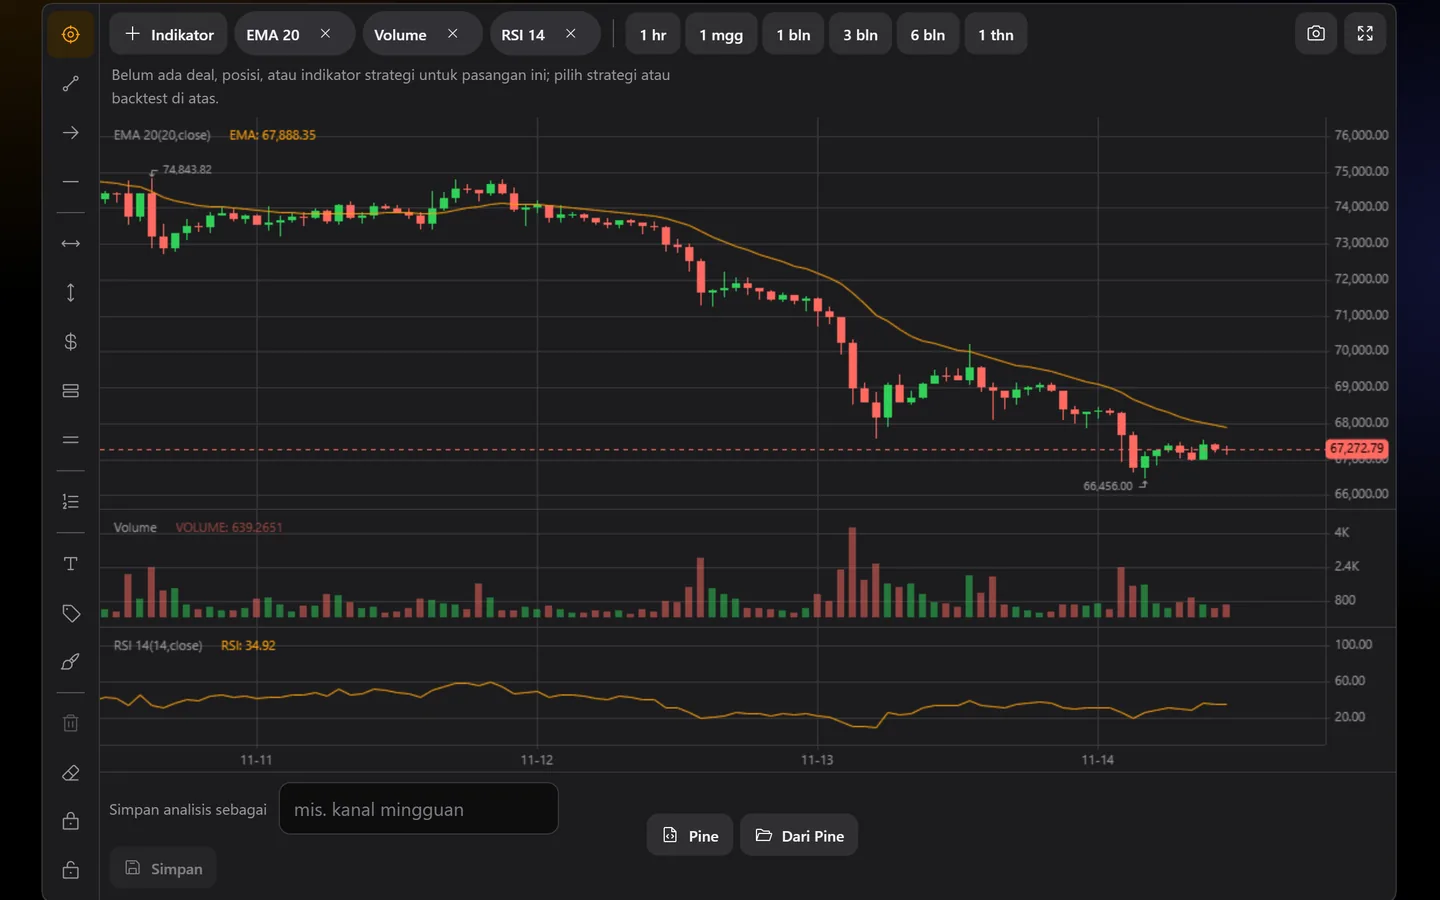 Indikator
EMA 20
Volume
RSI 14
1 hr
1 mgg
1 bln
3 bln
6 bln
1 thn
Belum ada deal, posisi, atau indikator strategi untuk pasangan ini; pilih strategi atau
backtest di atas.
EMA 20(20,close) EMA: 67,888.35
74,843.82
76,000.00
75,000.00
74,000.00
73,000.00
72,000.00
71,000.00
70,000.00
69,000.00
68,000.00
67,272.79
67,000.00
66,456.00
66,000.00
Volume VOLUME: 639.2651
4K
2.4K
800
RSI 14(14,close) RSI: 34.92
100.00
60.00
20.00
11-11
11-12
11-13
11-14
Simpan analisis sebagai
mis. kanal mingguan
Pine
Dari Pine
Simpan